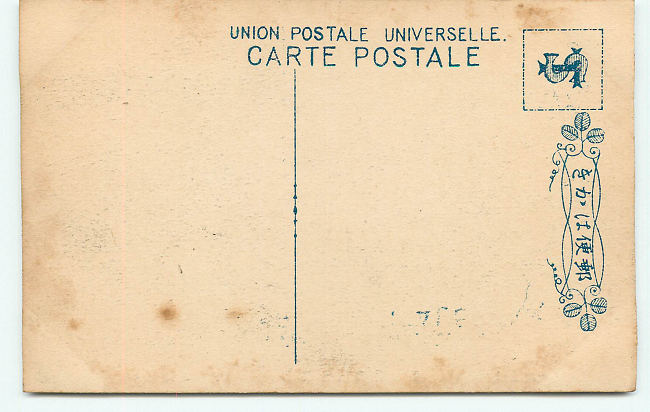 UNION POSTALE UNIVERSELLE.
CARTE POSTALE
郵便はかき